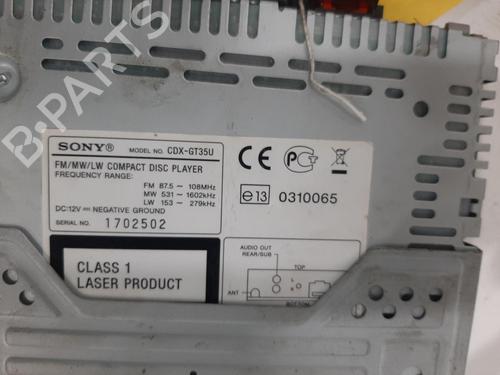 B-PARTS
SONY® MODEL NO. CDX-GT35U
FM/MW/LW COMPACT DISC PLAYER
FREQUENCY RANGE:
FM 87.5 ~ 108MHz
MW 531 ~ 1602kHz
LW 153 ~ 279kHz
DC12V NEGATIVE GROUND
SERIAL NO. 1702502
CE PCT
e13 0310065
CLASS 1
LASER PRODUCT
AUDIO OUT
REAR/SUB
TOP
ANT